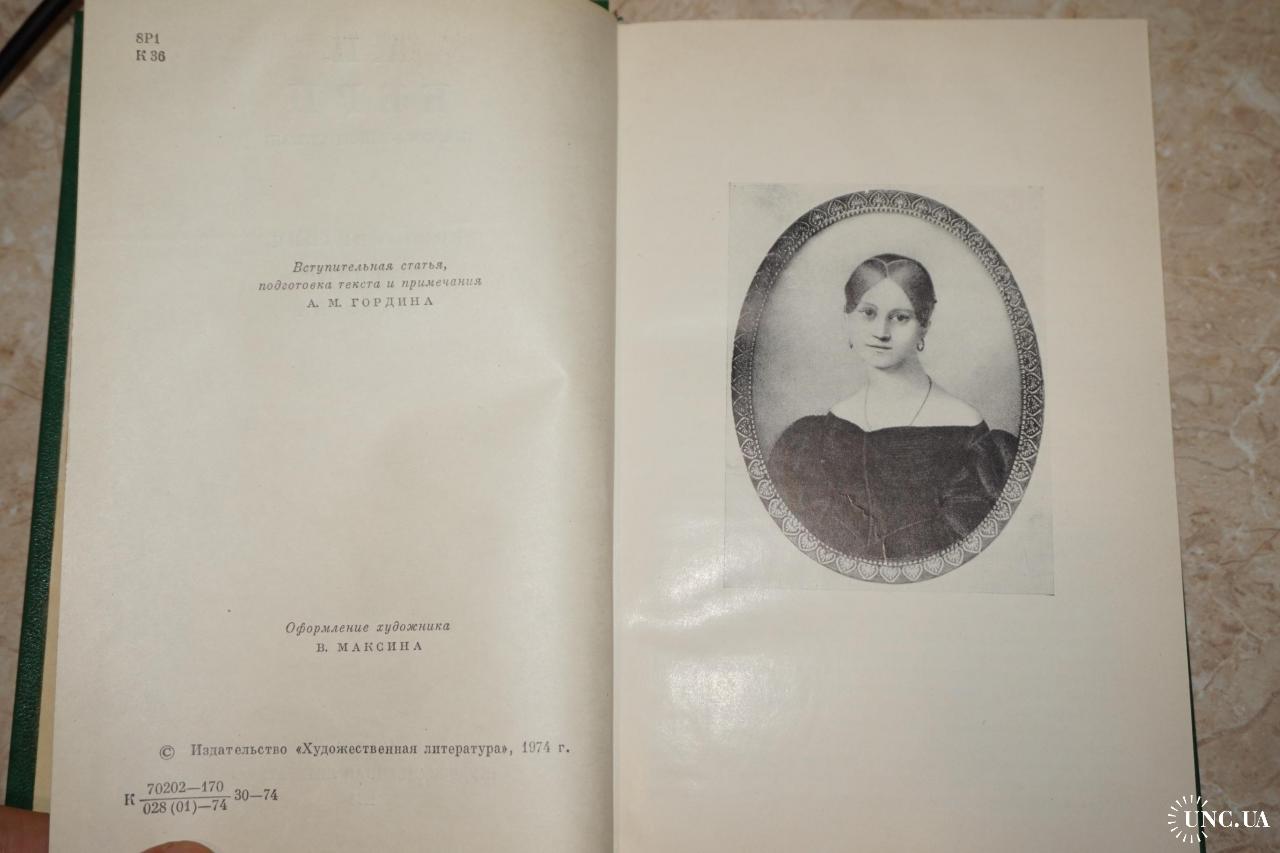 8Р1
К 36
Вступительная статья,
подготовка текста и примечания
А. М. ГОРДИНА
Оформление художника
В. МАКСИНА
© Издательство «Художественная литература», 1974 г.
К 70202—170
028 (01)—74 30—74
UNC.UA